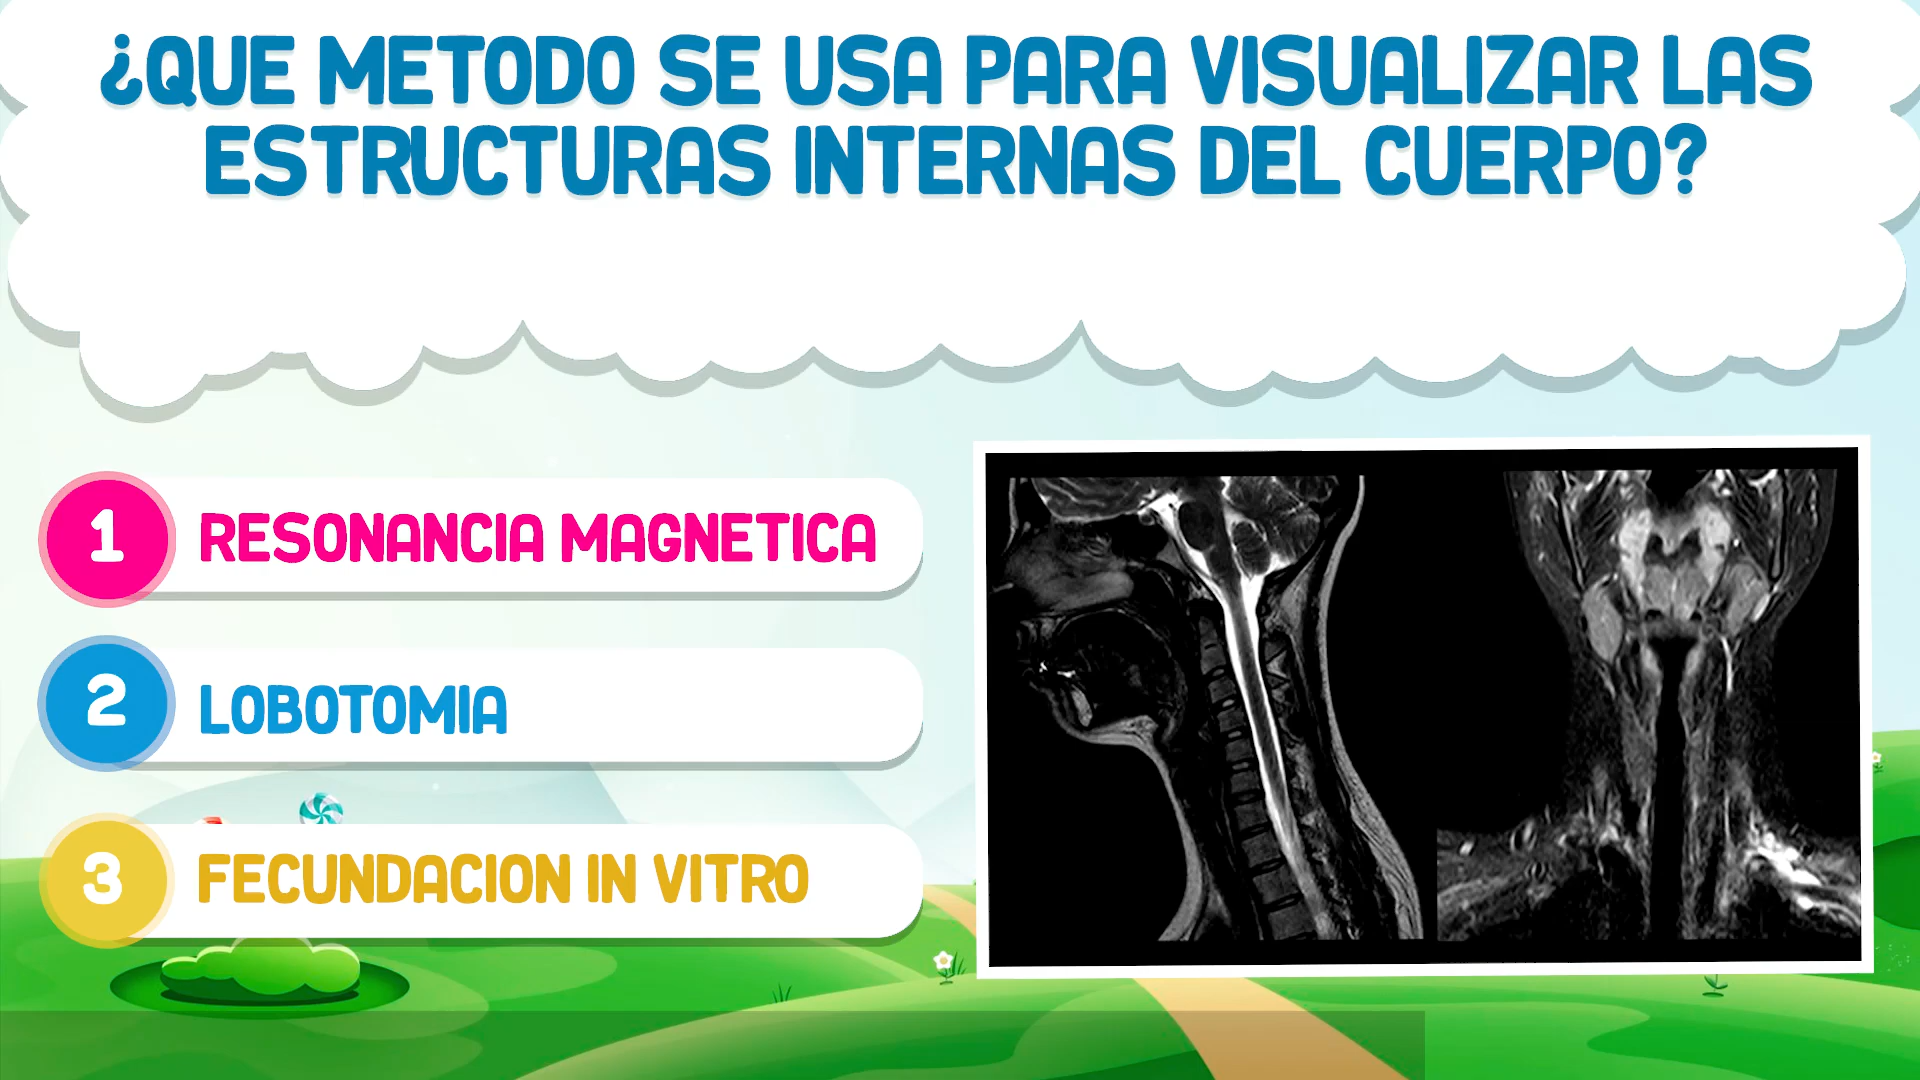 ¿QUE METODO SE USA PARA VISUALIZAR LAS
ESTRUCTURAS INTERNAS DEL CUERPO?
1 RESONANCIA MAGNETICA
2 LOBOTOMIA
3 FECUNDACION IN VITRO